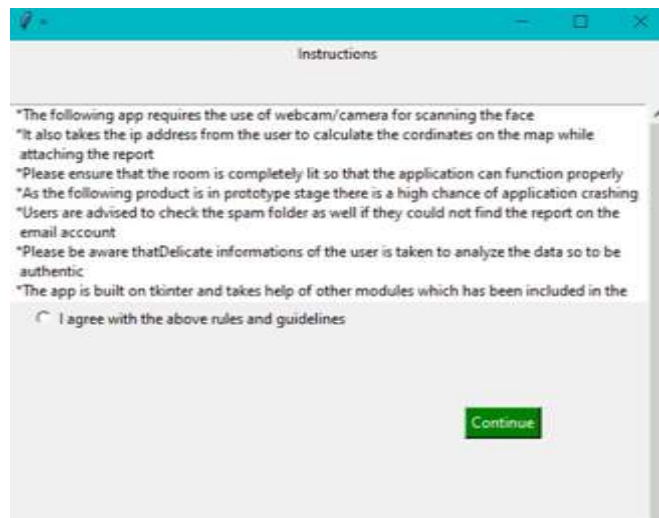 Instructions
*The following app requires the use of webcam/camera for scanning the face
*It also takes the ip address from the user to calculate the cordinates on the map while
attaching the report
*Please ensure that the room is completely lit so that the application can function properly
*As the following product is in prototype stage there is a high chance of application crashing
*Users are advised to check the spam folder as well if they could not find the report on the
email account
*Please be aware thatDelicate informations of the user is taken to analyze the data so to be
authentic
*The app is built on tkinter and takes help of other modules which has been included in the
I agree with the above rules and guidelines
Continue